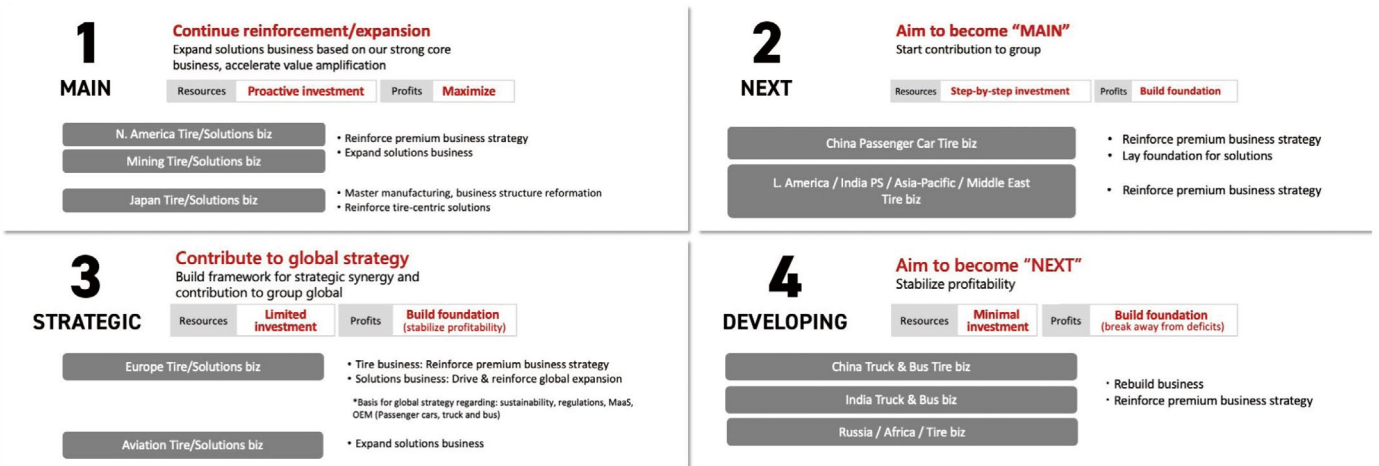 1
MAIN
Continue reinforcement/expansion
Expand solutions business based on our strong core
business, accelerate value amplification
Resources Proactive investment Profits Maximize
N. America Tire/Solutions biz
Mining Tire/Solutions biz
• Reinforce premium business strategy
• Expand solutions business
Japan Tire/Solutions biz
• Master manufacturing, business structure reformation
• Reinforce tire-centric solutions
2
NEXT
Aim to become “MAIN”
Start contribution to group
Resources Step-by-step investment Profits Build foundation
China Passenger Car Tire biz
• Reinforce premium business strategy
• Lay foundation for solutions
L. America / India PS / Asia-Pacific / Middle East
Tire biz
• Reinforce premium business strategy
3
STRATEGIC
Contribute to global strategy
Build framework for strategic synergy and
contribution to group global
Resources Limited
investment
Profits Build foundation
(stabilize profitability)
Europe Tire/Solutions biz
• Tire business: Reinforce premium business strategy
• Solutions business: Drive & reinforce global expansion
*Basis for global strategy regarding: sustainability, regulations, MaaS,
OEM (Passenger cars, truck and bus)
Aviation Tire/Solutions biz
• Expand solutions business
4
DEVELOPING
Aim to become “NEXT”
Stabilize profitability
Resources Minimal
investment
Profits Build foundation
(break away from deficits)
China Truck & Bus Tire biz
India Truck & Bus biz
Russia / Africa / Tire biz
• Rebuild business
• Reinforce premium business strategy